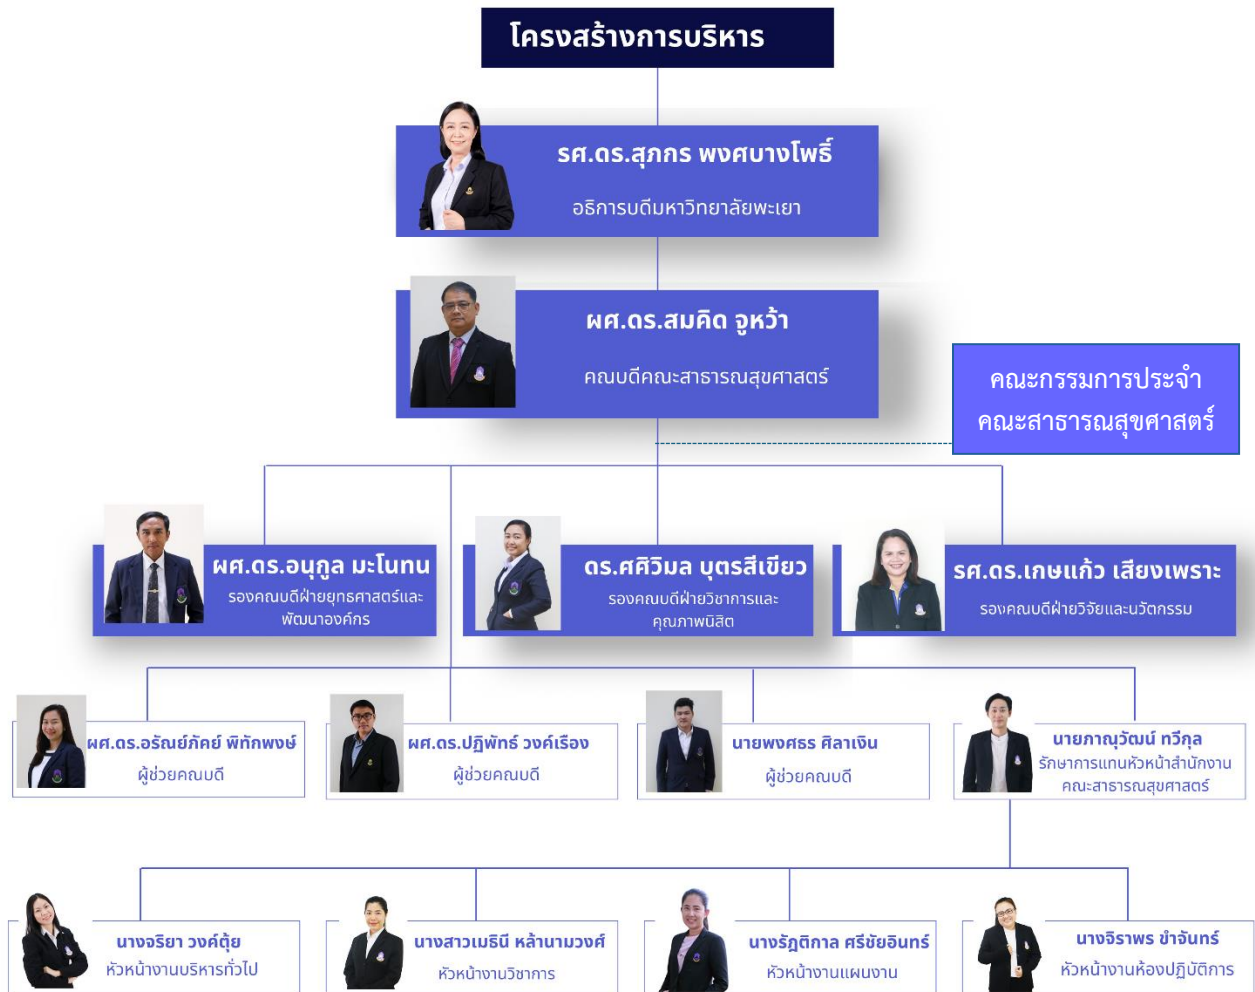 โครงสร้างการบริหาร
รศ.ดร.สุภกร พงศบางโพธิ์
อธิการบดีมหาวิทยาลัยพะเยา
ผศ.ดร.สมคิด จูหว้า
คณบดีคณะสาธารณสุขศาสตร์
คณะกรรมการประจำ
คณะสาธารณสุขศาสตร์
ผศ.ดร.อนุกูล มะโนทน
รองคณบดีฝ่ายยุทธศาสตร์และ
พัฒนาองค์กร
ดร.ศศิวิมล บุตรสีเขียว
รองคณบดีฝ่ายวิชาการและ
คุณภาพนิสิต
รศ.ดร.เกษแก้ว เสียงเพราะ
รองคณบดีฝ่ายวิจัยและนวัตกรรม
ผศ.ดร.อรัณย์ภัคย์ พิทักพงษ์
ผู้ช่วยคณบดี
ผศ.ดร.ปฏิพัทธ์ วงค์เรือง
ผู้ช่วยคณบดี
นายพงศธร ศิลาเงิน
ผู้ช่วยคณบดี
นายภาณุวัฒน์ ทวีกุล
รักษาการแทนหัวหน้าสำนักงาน
คณะสาธารณสุขศาสตร์
นางจริยา วงค์ตุ้ย
หัวหน้างานบริหารทั่วไป
นางสาวเมธินี หล้านามวงศ์
หัวหน้างานวิชาการ
นางรัฎติกาล ศรีชัยอินทร์
หัวหน้างานแผนงาน
นางจิราพร ขำจันทร์
หัวหน้างานห้องปฏิบัติการ